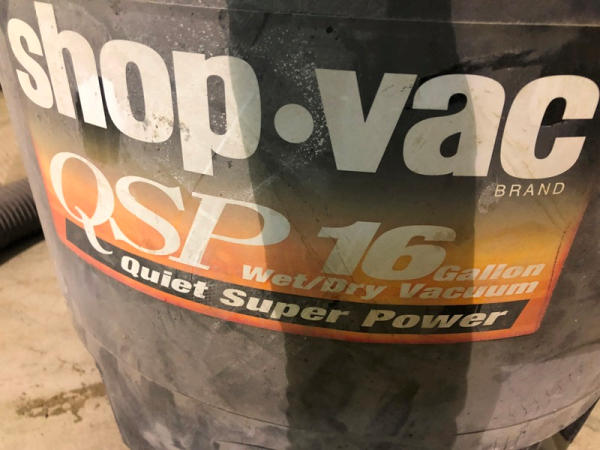 shop·vac
BRAND
QSP 16 Gallon
Wet/Dry Vacuum
Quiet Super Power